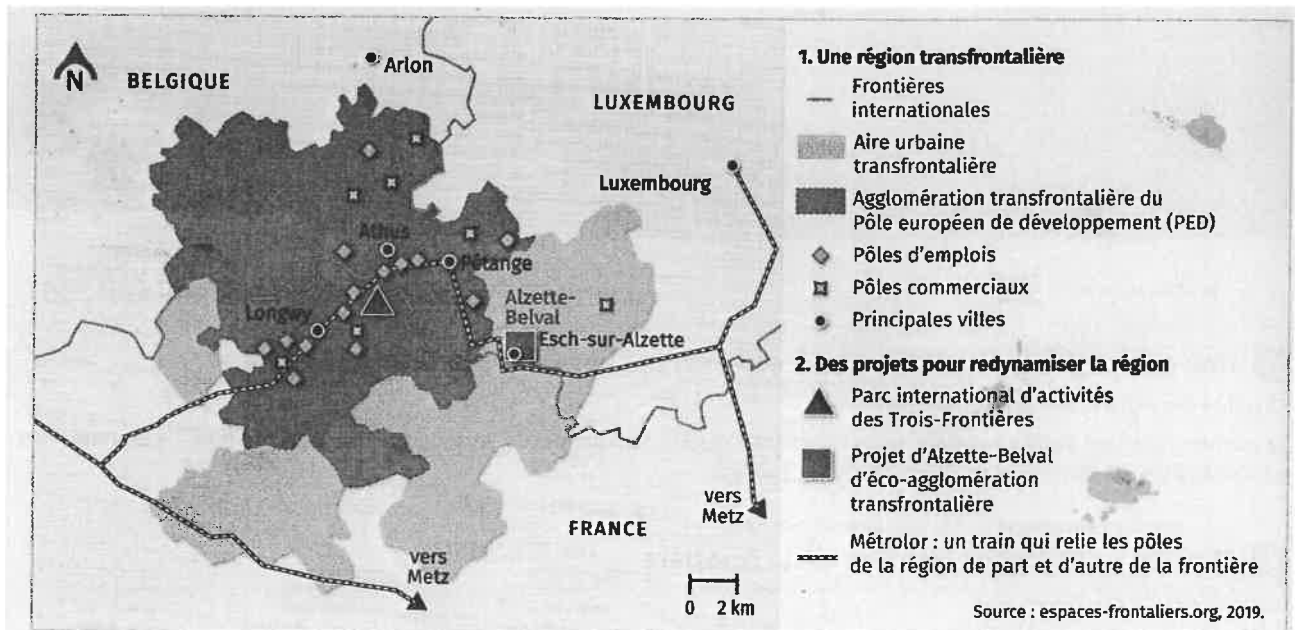 N
BELGIQUE
Arlon
LUXEMBOURG
Luxembourg
Athus
Pétange
Longwy
Alzette-
Belval
Esch-sur-Alzette
FRANCE
vers
Metz
vers
Metz
0 2 km
1. Une région transfrontalière
Frontières
internationales
Aire urbaine
transfrontalière
Agglomération transfrontalière du
Pôle européen de développement (PED)
Pôles d'emplois
Pôles commerciaux
Principales villes
2. Des projets pour redynamiser la région
Parc international d'activités
des Trois-Frontières
Projet d'Alzette-Belval
d'éco-agglomération
transfrontalière
Métrolor : un train qui relie les pôles
de la région de part et d'autre de la frontière
Source : espaces-frontaliers.org, 2019.